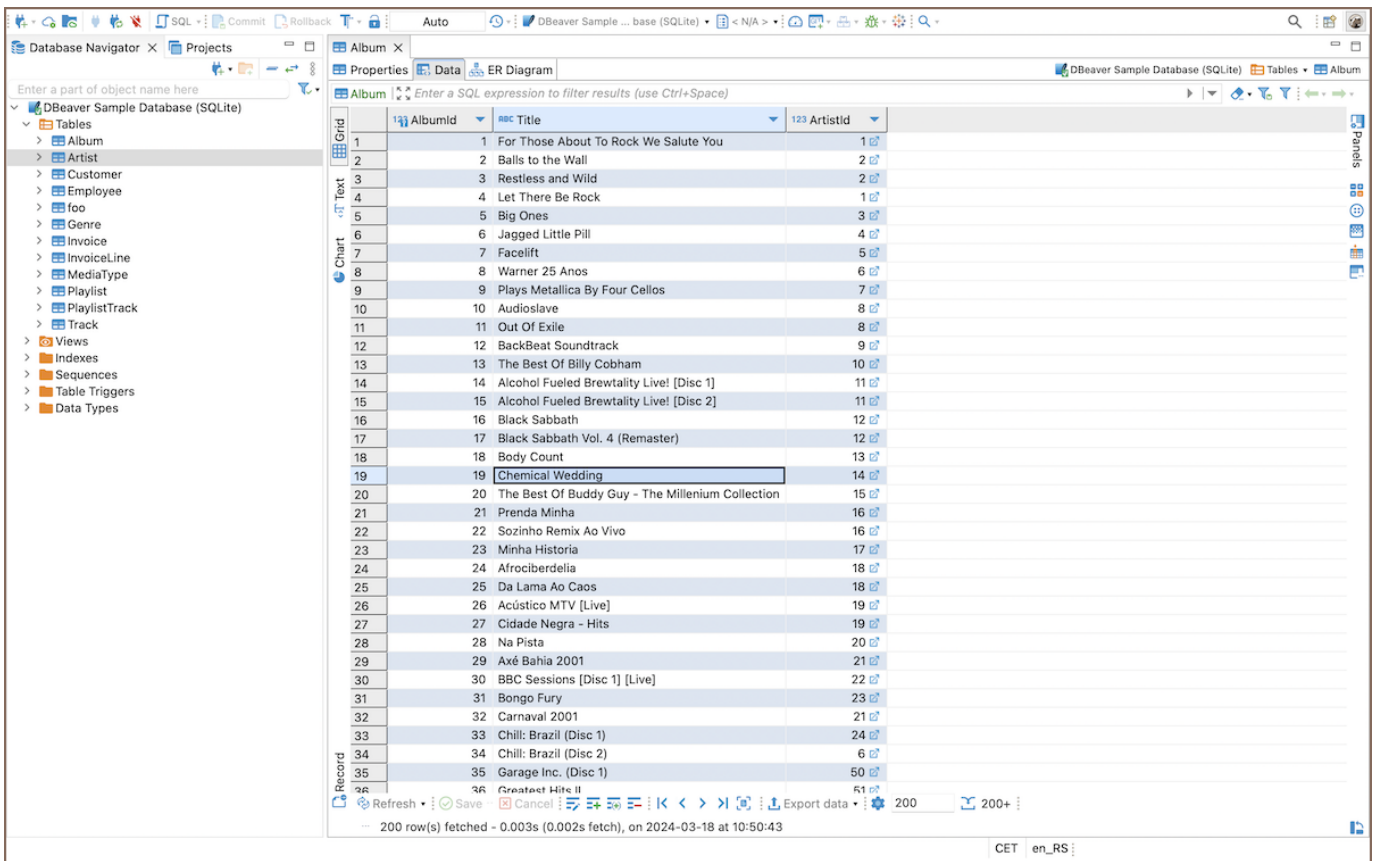 SQL Commit Rollback T Auto DBeaver Sample ... base (SQLite) < N/A >
Database Navigator Projects
Enter a part of object name here
DBeaver Sample Database (SQLite)
Tables
Album
Artist
Customer
Employee
foo
Genre
Invoice
InvoiceLine
MediaType
Playlist
PlaylistTrack
Track
Views
Indexes
Sequences
Table Triggers
Data Types
Album
Properties Data ER Diagram DBeaver Sample Database (SQLite) Tables Album
Album Enter a SQL expression to filter results (use Ctrl+Space)
Grid
Text
Chart
Record
Panels
123 AlbumId ABC Title 123 ArtistId
1 1 For Those About To Rock We Salute You 1
2 2 Balls to the Wall 2
3 3 Restless and Wild 2
4 4 Let There Be Rock 1
5 5 Big Ones 3
6 6 Jagged Little Pill 4
7 7 Facelift 5
8 8 Warner 25 Anos 6
9 9 Plays Metallica By Four Cellos 7
10 10 Audioslave 8
11 11 Out Of Exile 8
12 12 BackBeat Soundtrack 9
13 13 The Best Of Billy Cobham 10
14 14 Alcohol Fueled Brewtality Live! [Disc 1] 11
15 15 Alcohol Fueled Brewtality Live! [Disc 2] 11
16 16 Black Sabbath 12
17 17 Black Sabbath Vol. 4 (Remaster) 12
18 18 Body Count 13
19 19 Chemical Wedding 14
20 20 The Best Of Buddy Guy - The Millenium Collection 15
21 21 Prenda Minha 16
22 22 Sozinho Remix Ao Vivo 16
23 23 Minha Historia 17
24 24 Afrociberdelia 18
25 25 Da Lama Ao Caos 18
26 26 Acústico MTV [Live] 19
27 27 Cidade Negra - Hits 19
28 28 Na Pista 20
29 29 Axé Bahia 2001 21
30 30 BBC Sessions [Disc 1] [Live] 22
31 31 Bongo Fury 23
32 32 Carnaval 2001 21
33 33 Chill: Brazil (Disc 1) 24
34 34 Chill: Brazil (Disc 2) 6
35 35 Garage Inc. (Disc 1) 50
36 36 Greatest Hits II 51
Refresh Save Cancel Export data 200 200+
200 row(s) fetched - 0.003s (0.002s fetch), on 2024-03-18 at 10:50:43
CET en_RS